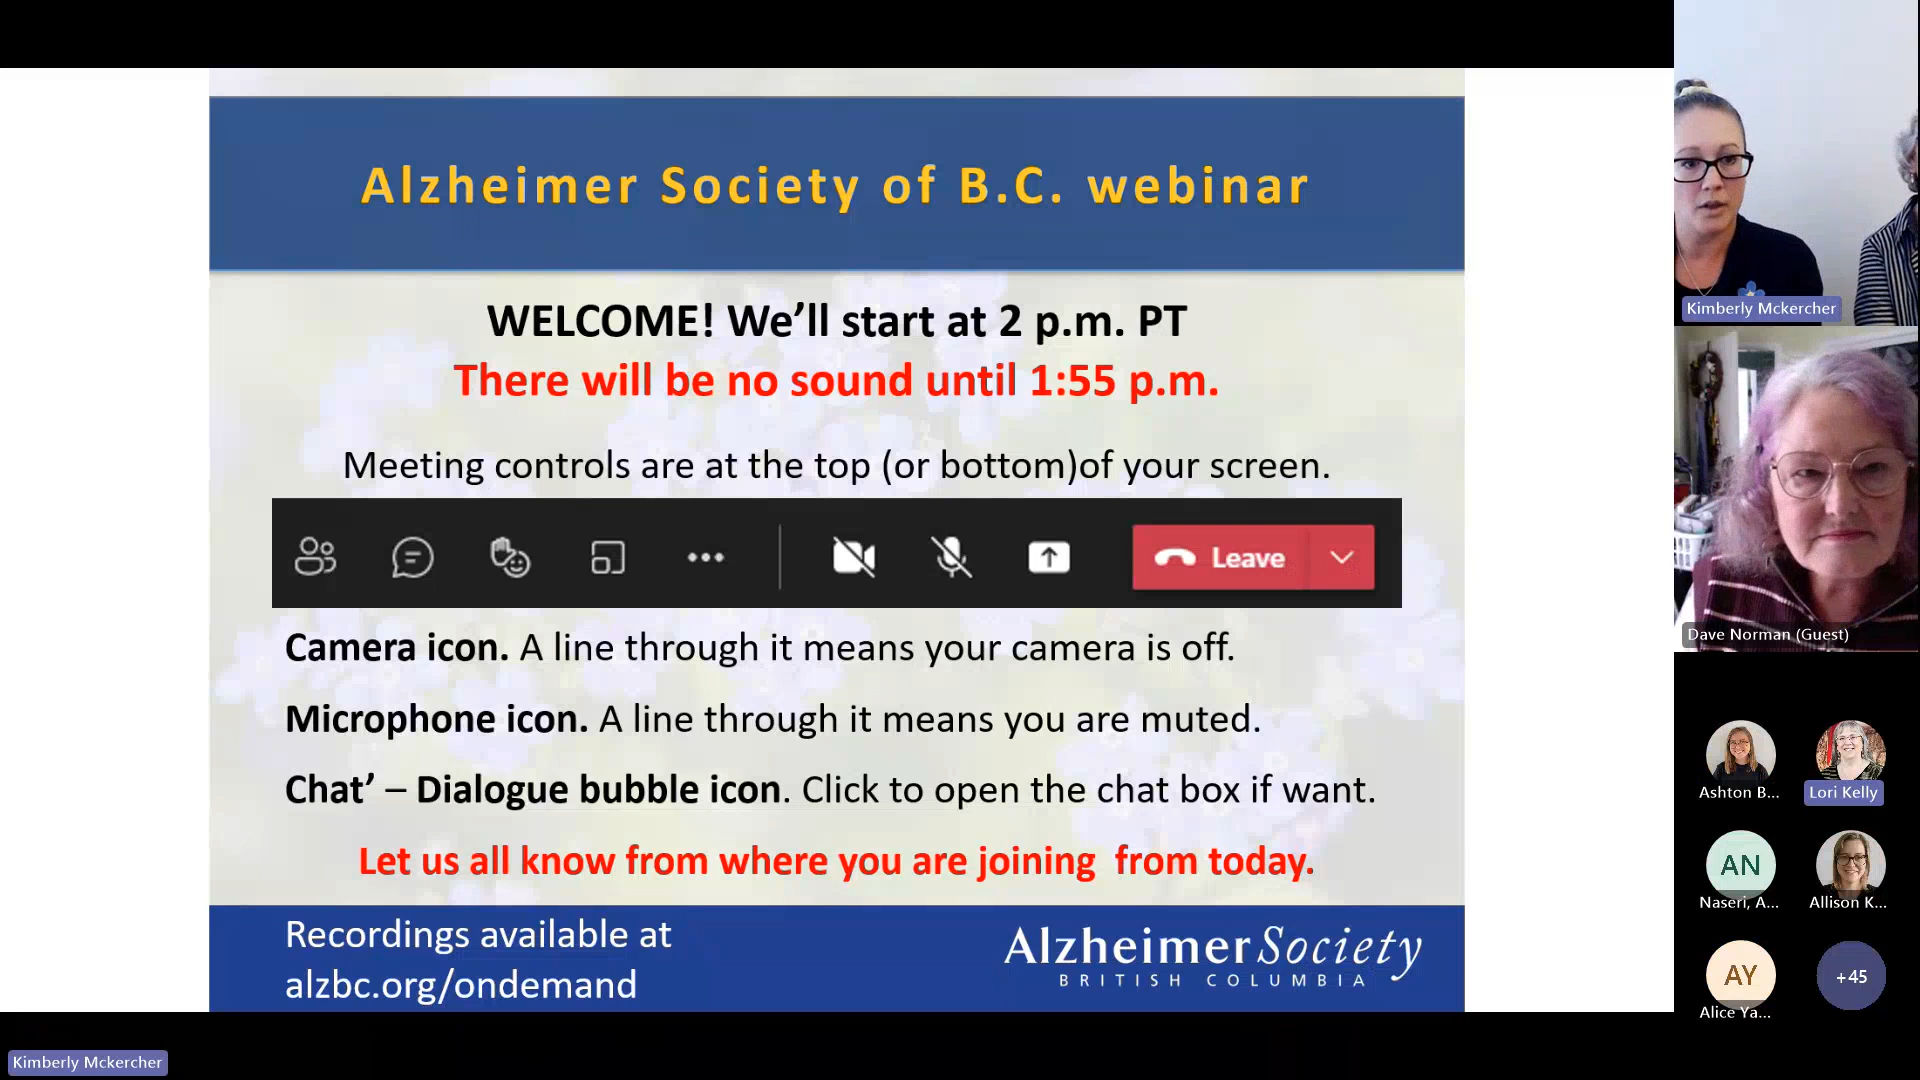 Alzheimer Society of B.C. webinar
WELCOME! We'll start at 2 p.m. PT
There will be no sound until 1:55 p.m.
Meeting controls are at the top (or bottom)of your screen.
Leave
Camera icon. A line through it means your camera is off.
Microphone icon. A line through it means you are muted.
Chat’ – Dialogue bubble icon. Click to open the chat box if want.
Let us all know from where you are joining  from today.
Recordings available at
alzbc.org/ondemand
AlzheimerSociety
BRITISH COLUMBIA
Kimberly Mckercher
Kimberly Mckercher
Dave Norman (Guest)
Ashton B...
Lori Kelly
AN
Naseri, A...
Allison K...
AY
Alice Ya...
+45